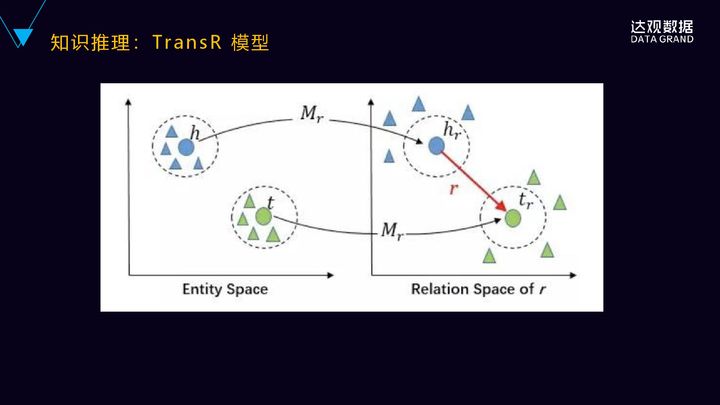 知识推理：TransR 模型
达观数据
DATA GRAND
M_r
h
h_r
r
t
t_r
M_r
Entity Space
Relation Space of r